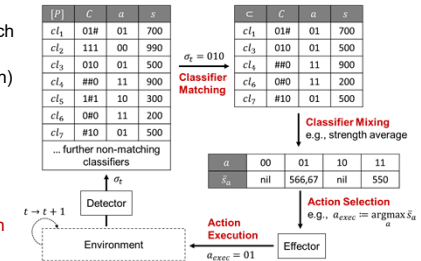 ch
)
n
[P] C a s
cl₁ 01# 01 700
cl₂ 111 00 990
cl₃ 010 01 500
cl₄ ##0 11 900
cl₅ 1#1 10 300
cl₆ 0#0 11 200
cl₇ #10 01 500
... further non-matching
classifiers
σₜ = 010
Classifier
Matching
⊂ C a s
cl₁ 01# 01 700
cl₃ 010 01 500
cl₄ ##0 11 900
cl₆ 0#0 11 200
cl₇ #10 01 500
Classifier Mixing
e.g., strength average
a 00 01 10 11
s̄ₐ nil 566,67 nil 550
Action Selection
e.g., a_exec ≔ argmax s̄ₐ
a
Effector
Action
Execution
a_exec = 01
σₜ
Detector
t → t + 1
Environment